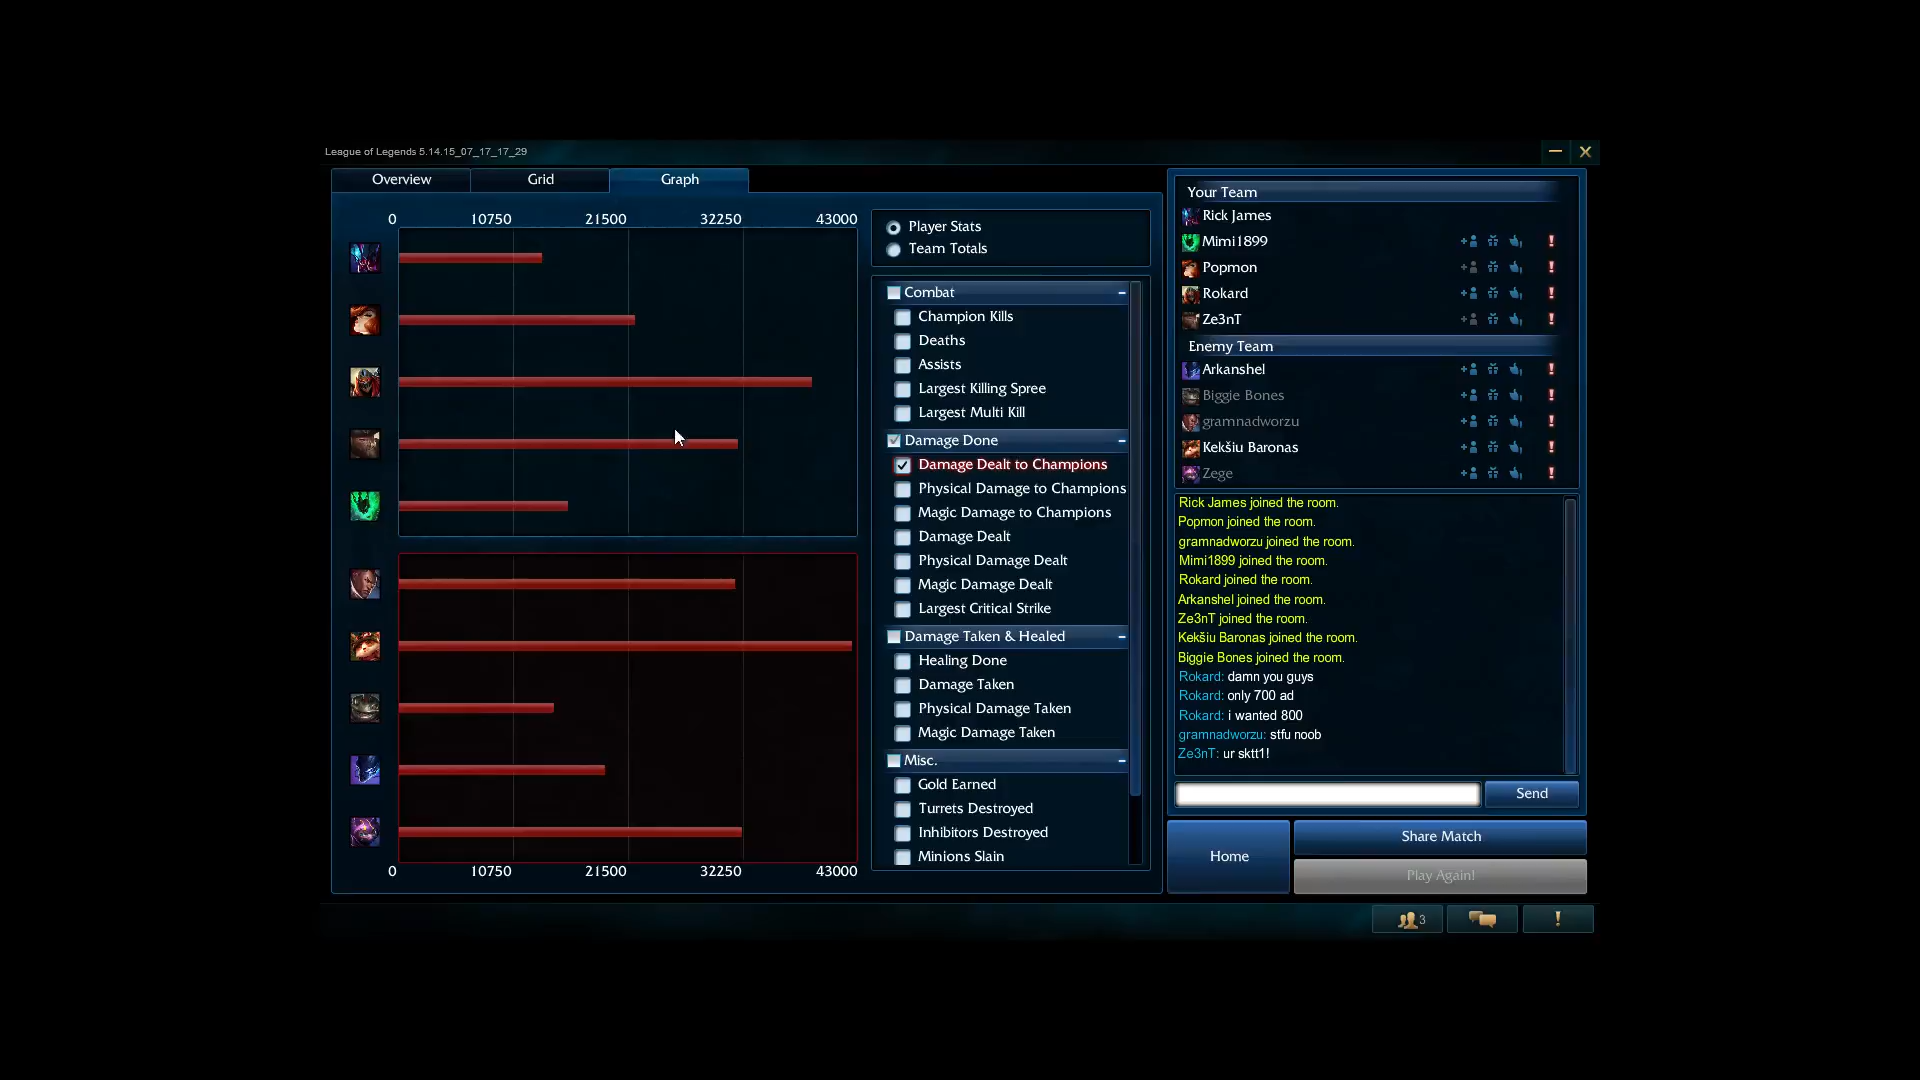 League of Legends 5.14.15_07_17_17_29
Overview
Grid
Graph
0 10750 21500 32250 43000
0 10750 21500 32250 43000
Player Stats
Team Totals
Combat
Champion Kills
Deaths
Assists
Largest Killing Spree
Largest Multi Kill
Damage Done
Damage Dealt to Champions
Physical Damage to Champions
Magic Damage to Champions
Damage Dealt
Physical Damage Dealt
Magic Damage Dealt
Largest Critical Strike
Damage Taken & Healed
Healing Done
Damage Taken
Physical Damage Taken
Magic Damage Taken
Misc.
Gold Earned
Turrets Destroyed
Inhibitors Destroyed
Minions Slain
Your Team
Rick James
Mimi1899
Popmon
Rokard
Ze3nT
Enemy Team
Arkanshel
Biggie Bones
gramnadworzu
Kekšiu Baronas
Zege
Rick James joined the room.
Popmon joined the room.
gramnadworzu joined the room.
Mimi1899 joined the room.
Rokard joined the room.
Arkanshel joined the room.
Ze3nT joined the room.
Kekšiu Baronas joined the room.
Biggie Bones joined the room.
Rokard: damn you guys
Rokard: only 700 ad
Rokard: i wanted 800
gramnadworzu: stfu noob
Ze3nT: ur sktt1!
Send
Home
Share Match
Play Again!
3